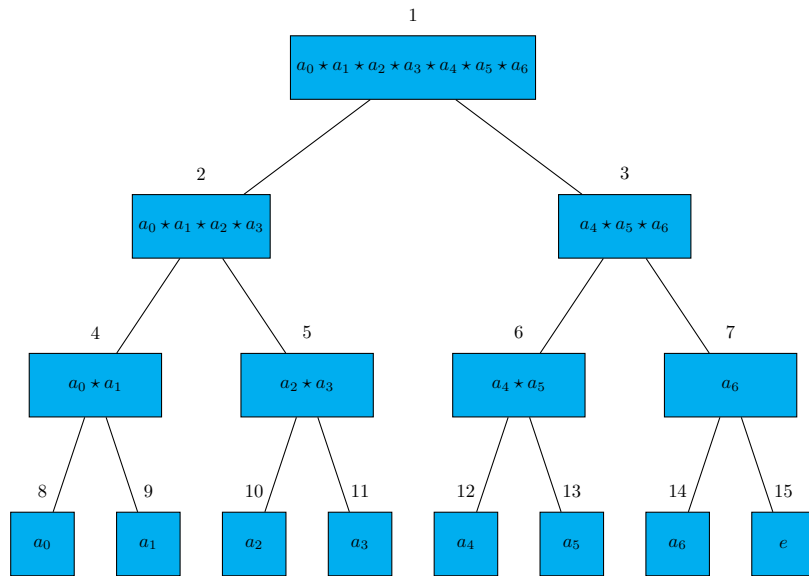 1
a₀ ⋆ a₁ ⋆ a₂ ⋆ a₃ ⋆ a₄ ⋆ a₅ ⋆ a₆
2 3
a₀ ⋆ a₁ ⋆ a₂ ⋆ a₃ a₄ ⋆ a₅ ⋆ a₆
4 5 6 7
a₀ ⋆ a₁ a₂ ⋆ a₃ a₄ ⋆ a₅ a₆
8 9 10 11 12 13 14 15
a₀ a₁ a₂ a₃ a₄ a₅ a₆ e